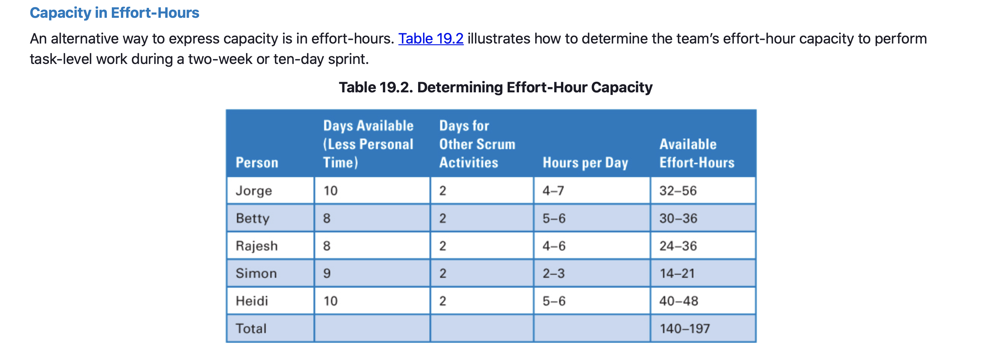 Capacity in Effort-Hours
An alternative way to express capacity is in effort-hours. Table 19.2 illustrates how to determine the team’s effort-hour capacity to perform
task-level work during a two-week or ten-day sprint.
Table 19.2. Determining Effort-Hour Capacity
Person Days Available (Less Personal Time) Days for Other Scrum Activities Hours per Day Available Effort-Hours
Jorge 10 2 4–7 32–56
Betty 8 2 5–6 30–36
Rajesh 8 2 4–6 24–36
Simon 9 2 2–3 14–21
Heidi 10 2 5–6 40–48
Total 140–197